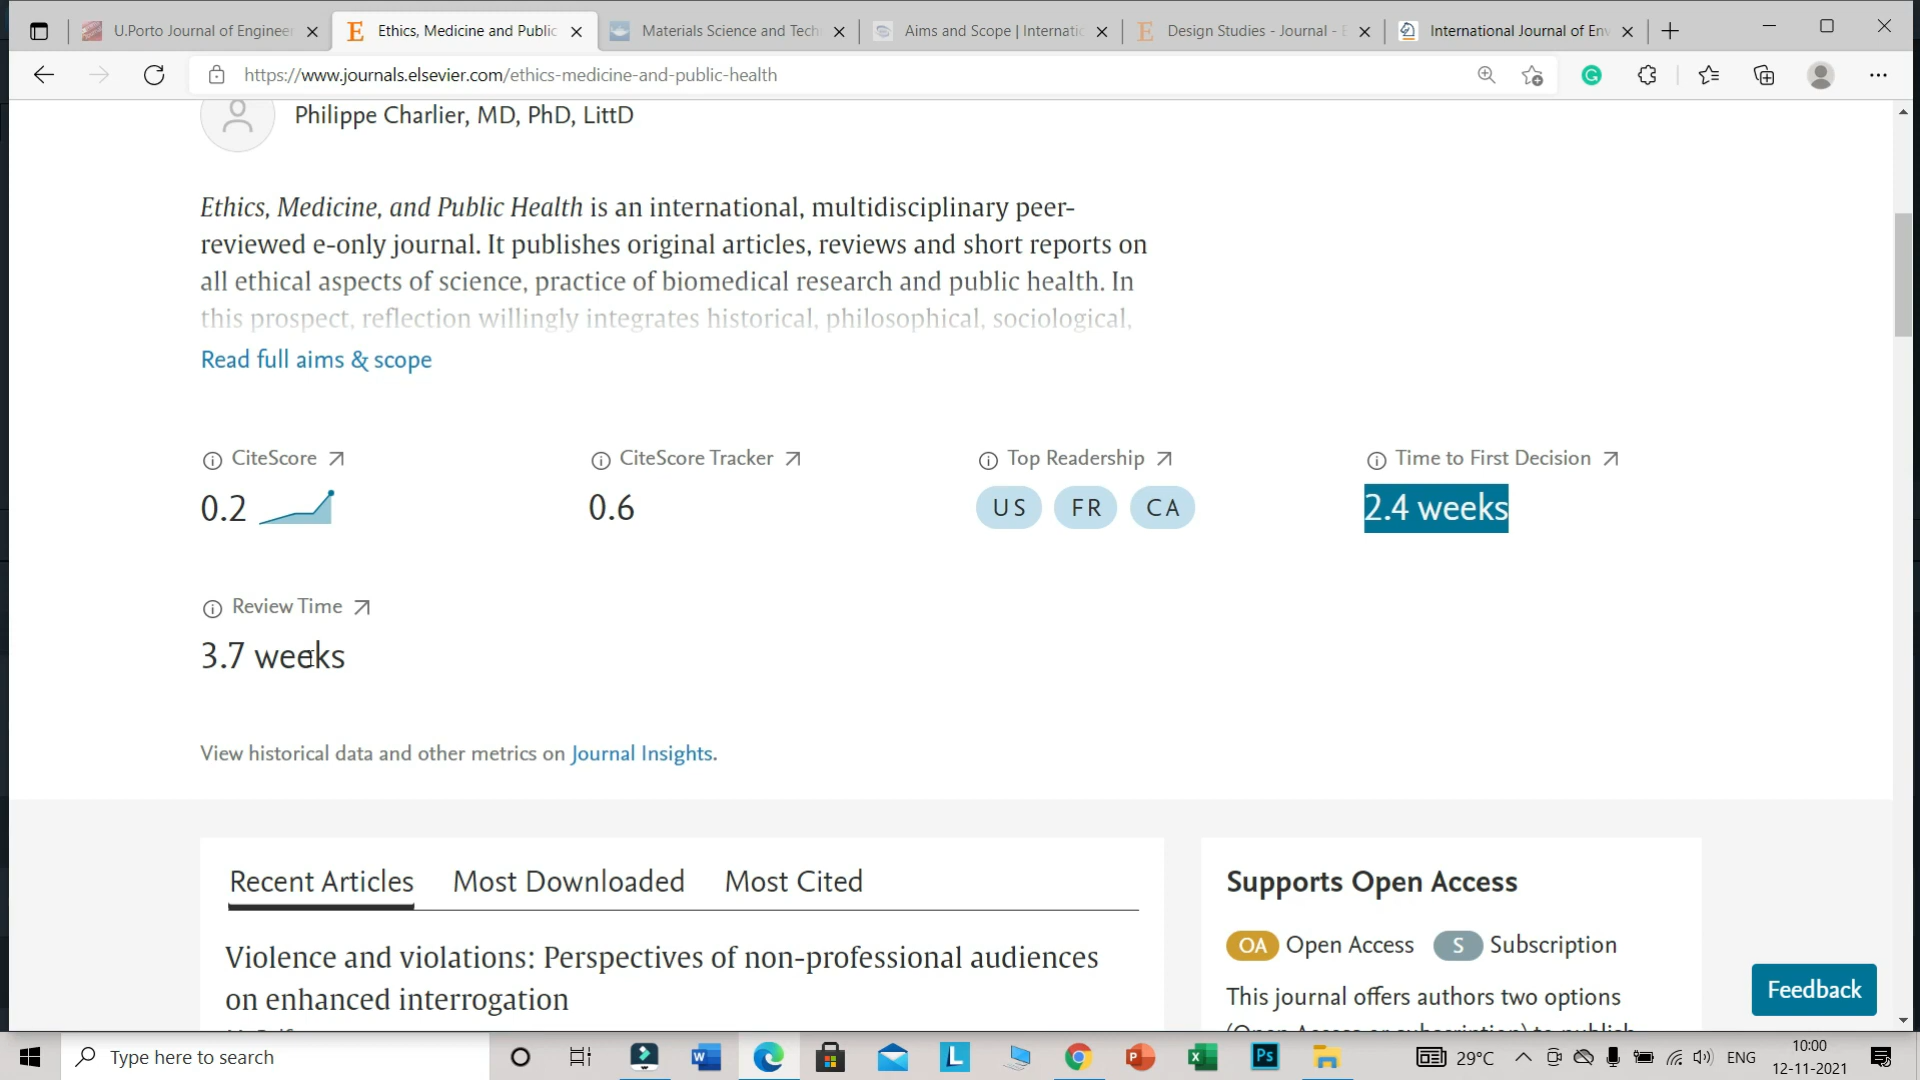 U.Porto Journal of Engineer
Ethics, Medicine and Public
Materials Science and Tech
Aims and Scope | Internatio
Design Studies - Journal - E
International Journal of Env
https://www.journals.elsevier.com/ethics-medicine-and-public-health
Philippe Charlier, MD, PhD, LittD
Ethics, Medicine, and Public Health is an international, multidisciplinary peer-
reviewed e-only journal. It publishes original articles, reviews and short reports on
all ethical aspects of science, practice of biomedical research and public health. In
this prospect, reflection willingly integrates historical, philosophical, sociological,
Read full aims & scope
CiteScore
0.2
CiteScore Tracker
0.6
Top Readership
US FR CA
Time to First Decision
2.4 weeks
Review Time
3.7 weeks
View historical data and other metrics on Journal Insights.
Recent Articles Most Downloaded Most Cited
Violence and violations: Perspectives of non-professional audiences
on enhanced interrogation
Supports Open Access
OA Open Access S Subscription
This journal offers authors two options
(Open Access or subscription) to publish
Feedback
Type here to search
29°C
ENG
10:00
12-11-2021